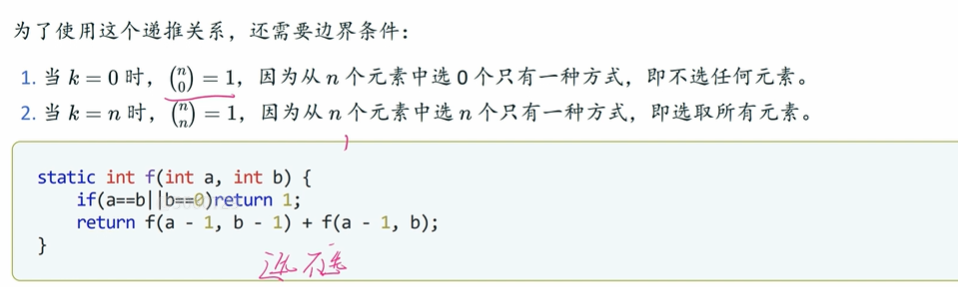 为了使用这个递推关系，还需要边界条件：
1. 当 k = 0 时，(n 0) = 1，因为从 n 个元素中选 0 个只有一种方式，即不选任何元素。
2. 当 k = n 时，(n n) = 1，因为从 n 个元素中选 n 个只有一种方式，即选取所有元素。
static int f(int a, int b) {
if(a==b||b==0)return 1;
return f(a - 1, b - 1) + f(a - 1, b);
}
选 不选